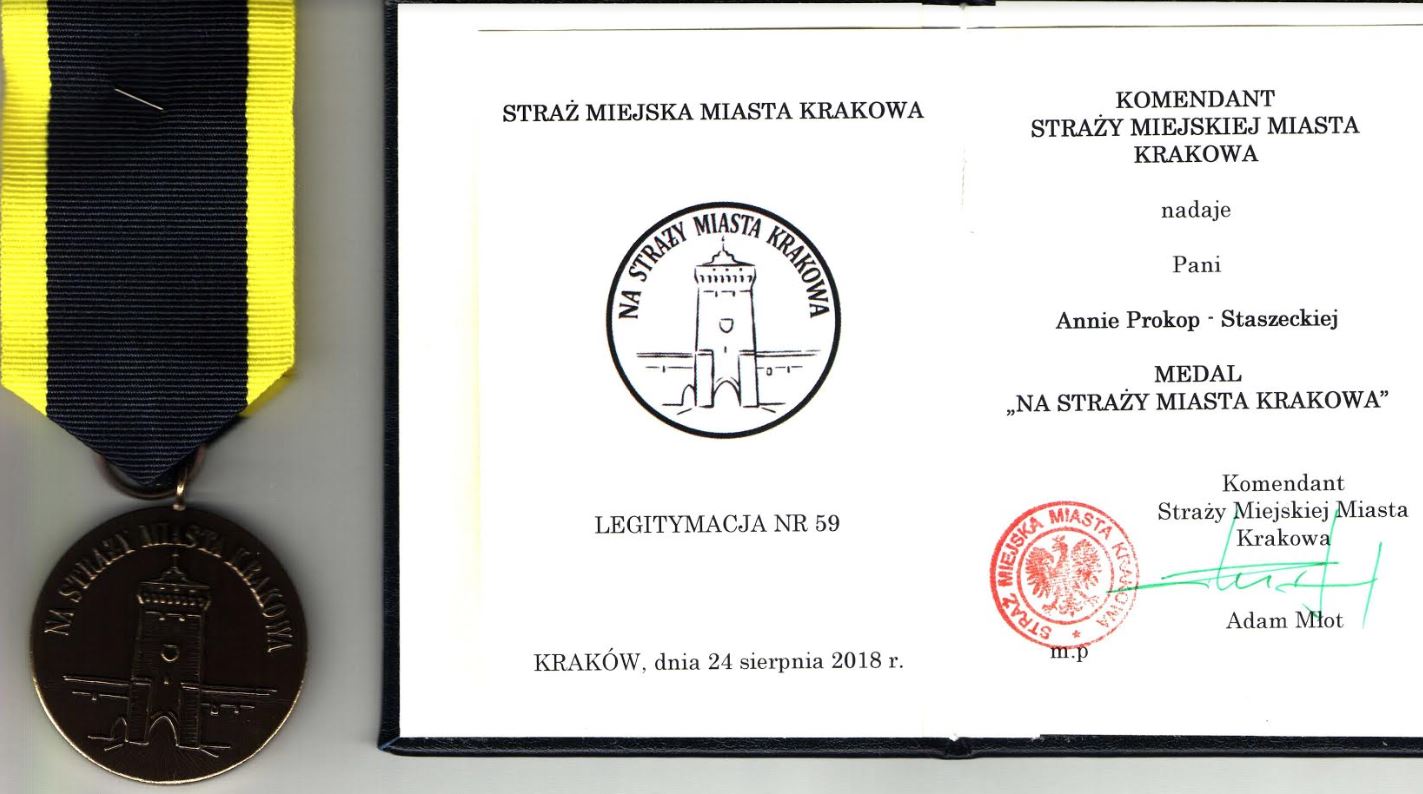 NA STRAŻY MIASTA KRAKOWA
STRAŻ MIEJSKA MIASTA KRAKOWA
NA STRAŻY MIASTA KRAKOWA
LEGITYMACJA NR 59
KRAKÓW, dnia 24 sierpnia 2018 r.
KOMENDANT
STRAŻY MIEJSKIEJ MIASTA
KRAKOWA
nadaje
Pani
Annie Prokop - Staszeckiej
MEDAL
„NA STRAŻY MIASTA KRAKOWA”
Komendant
Straży Miejskiej Miasta
Krakowa
STRAŻ MIEJSKA MIASTA KRAKOWA *
Adam Młot
m.p